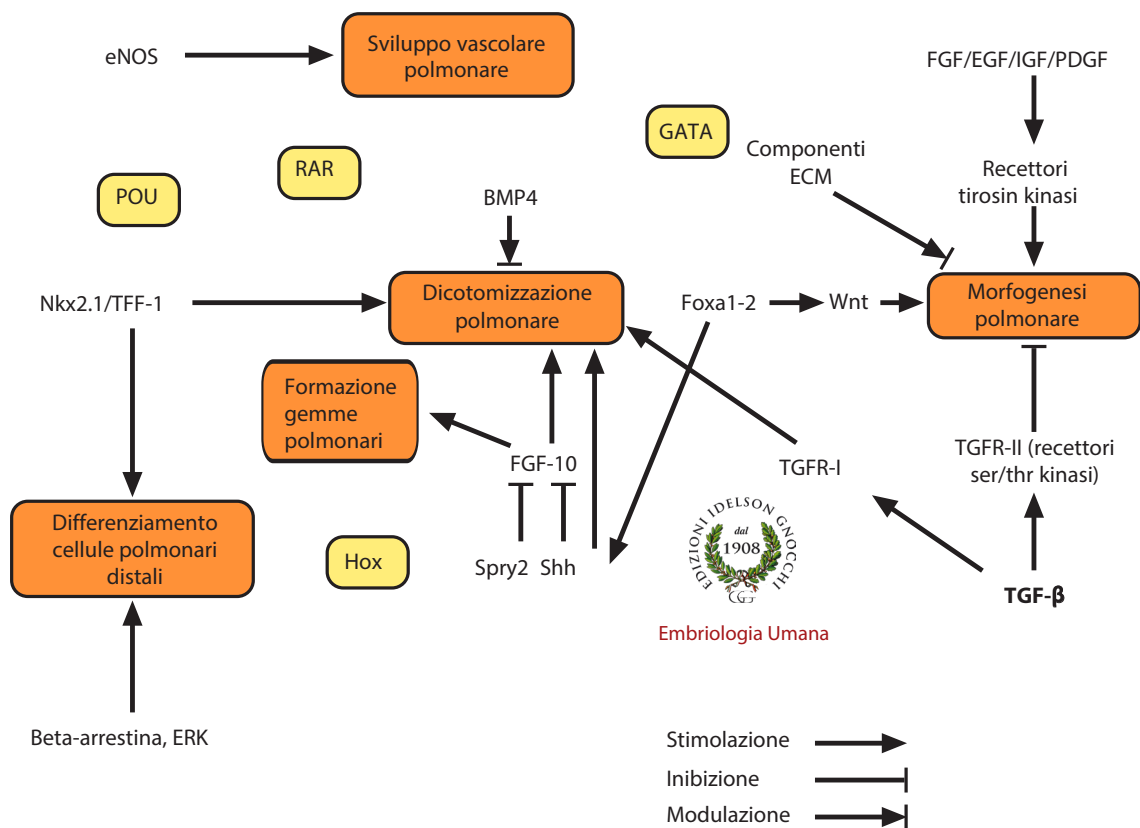 eNOS
Sviluppo vascolare
polmonare
FGF/EGF/IGF/PDGF
GATA
RAR
POU
Componenti
ECM
Recettori
tirosin kinasi
BMP4
Nkx2.1/TFF-1
Dicotomizzazione
polmonare
Foxa1-2
Wnt
Morfogenesi
polmonare
Formazione
gemme
polmonari
FGF-10
TGFR-I
TGFR-II (recettori
ser/thr kinasi)
Differenziamento
cellule polmonari
distali
Hox
Spry2
Shh
EDIZIONI IDELSON GNOCCHI
dal
1908
Embriologia Umana
TGF-β
Beta-arrestina, ERK
Stimolazione
Inibizione
Modulazione